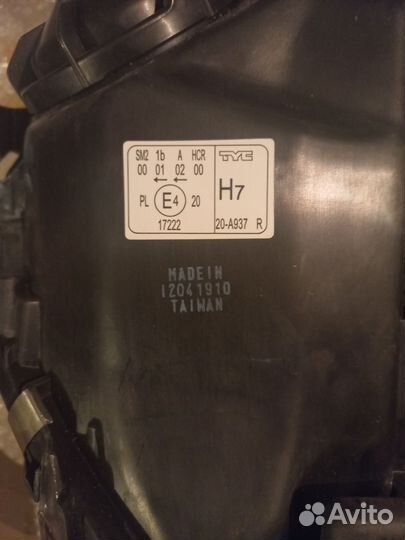 SM2 1b A HCR
00 01 02 00
PL E4 20
17222
TYC
H7
20-A937 R
MADE IN
12041910
TAIWAN
Avito